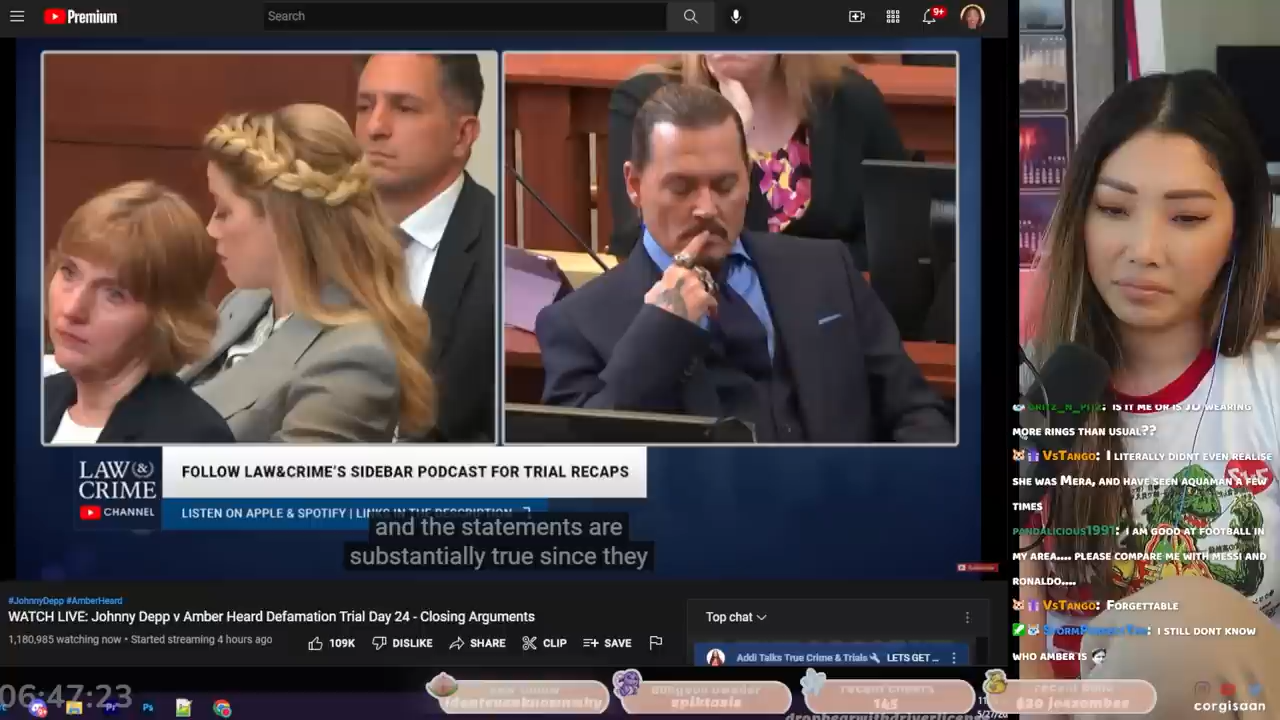 Premium
Search
9+
LAW&
CRIME
CHANNEL
FOLLOW LAW&CRIME'S SIDEBAR PODCAST FOR TRIAL RECAPS
LISTEN ON APPLE & SPOTIFY | LINKS IN THE DESCRIPTION
and the statements are
substantially true since they
#JohnnyDepp #AmberHeard
WATCH LIVE: Johnny Depp v Amber Heard Defamation Trial Day 24 - Closing Arguments
1,180,985 watching now • Started streaming 4 hours ago
109K
DISLIKE
SHARE
CLIP
SAVE
Top chat
Addi Talks True Crime & Trials
LETS GET ...
IS IT ME OR IS JD WEARING
MORE RINGS THAN USUAL??
VsTango: I LITERALLY DIDNT EVEN REALISE
SHE WAS MERA, AND HAVE SEEN AQUAMAN A FEW
TIMES
PANDALICIOUS1991: I AM GOOD AT FOOTBALL IN
MY AREA.... PLEASE COMPARE ME WITH MESSI AND
RONALDO....
VsTango: FORGETTABLE
I STILL DONT KNOW
WHO AMBER IS
06:47:23
spiktosis
recent cheers
145
corgisaan